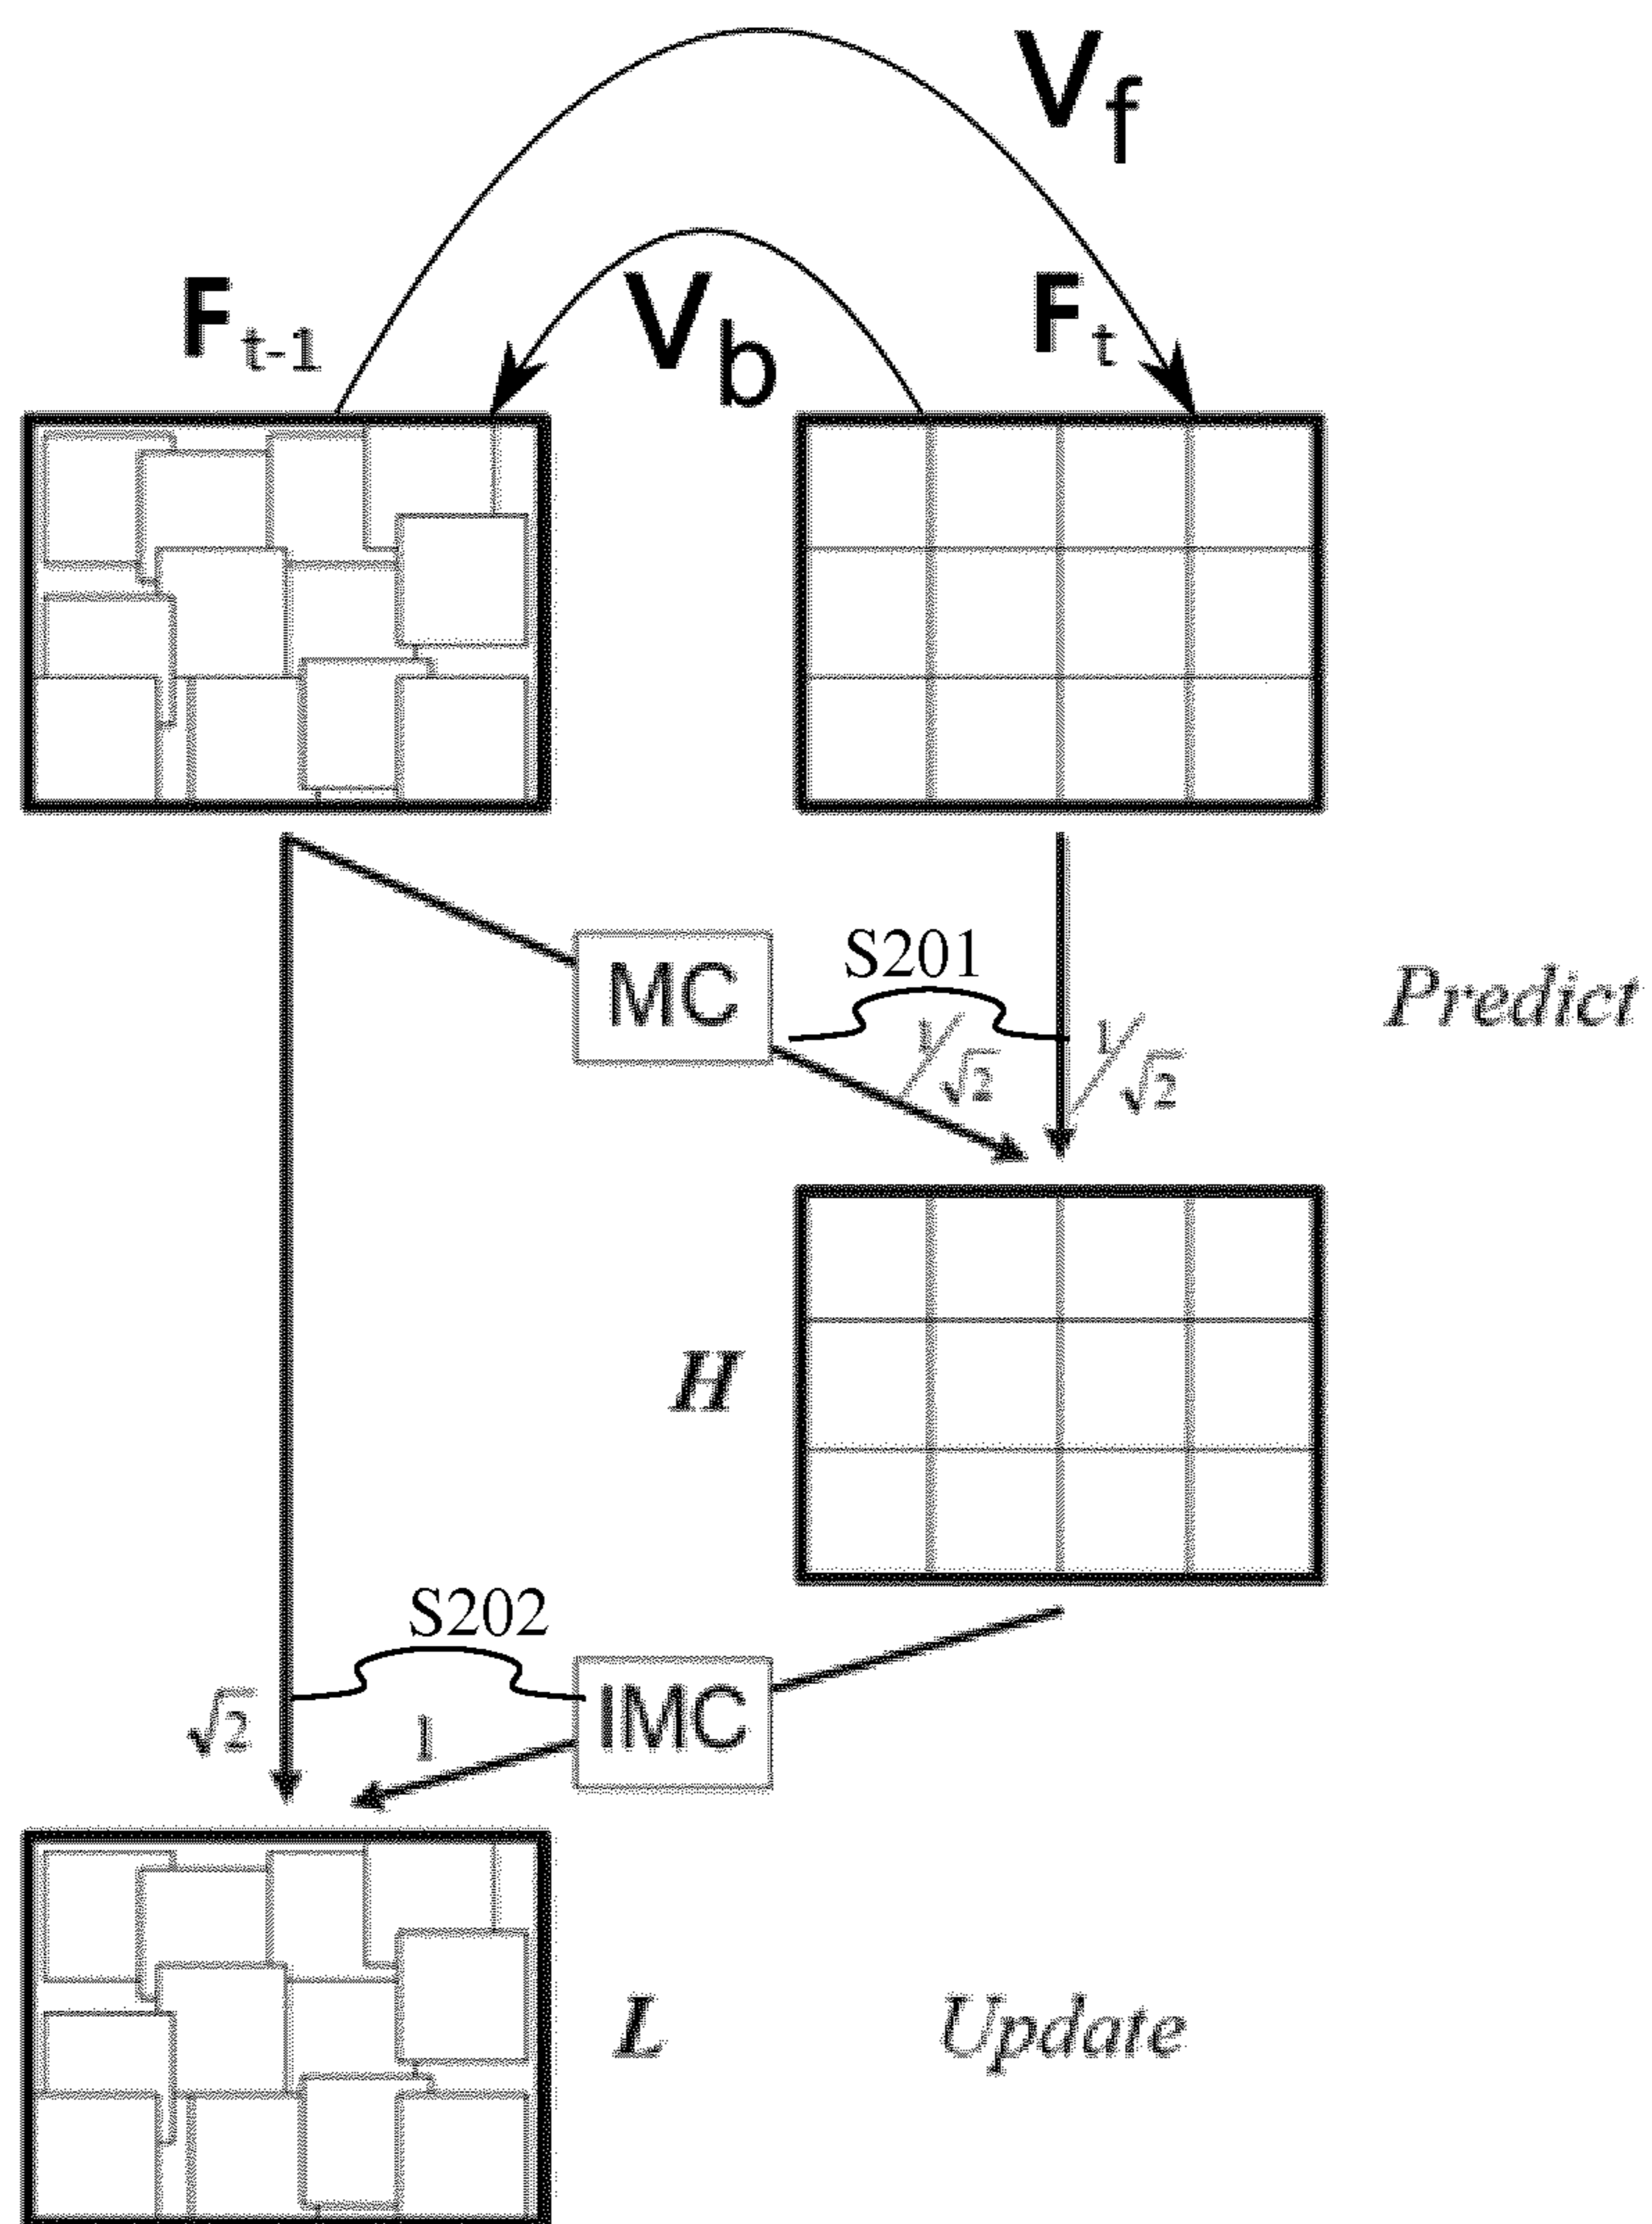 Vf
Ft-1
Vb
Ft
MC
S201
1/√2
1/√2
Predict
H
S202
√2
1
IMC
L
Update